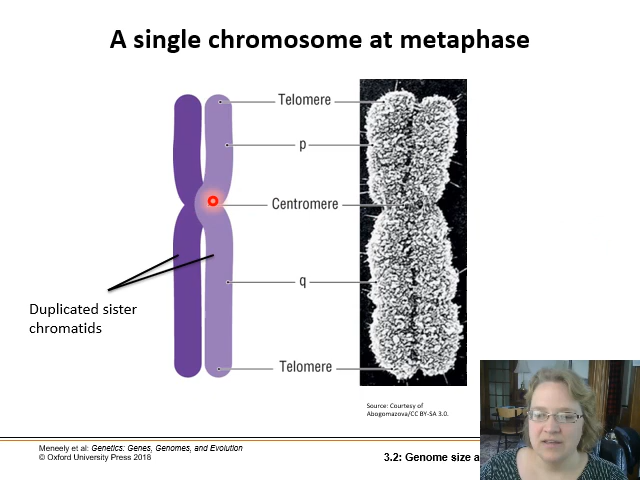 A single chromosome at metaphase
Telomere
p
Centromere
q
Duplicated sister
chromatids
Telomere
Source: Courtesy of
Abogomazova/CC BY-SA 3.0.
Meneely et al: Genetics: Genes, Genomes, and Evolution
© Oxford University Press 2018
3.2: Genome size a